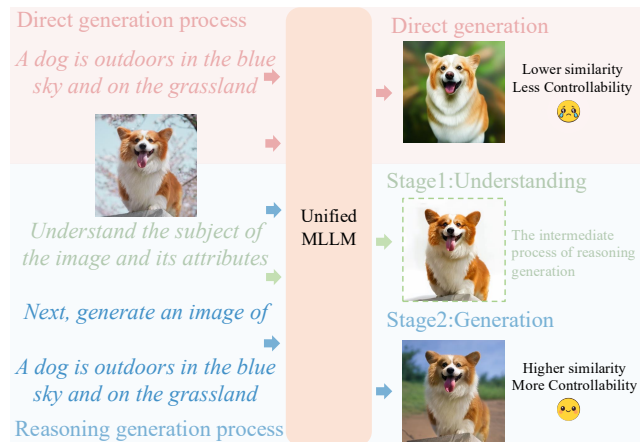 Direct generation process
A dog is outdoors in the blue
sky and on the grassland
Understand the subject of
the image and its attributes
Next, generate an image of
A dog is outdoors in the blue
sky and on the grassland
Reasoning generation process
Unified
MLLM
Direct generation
Lower similarity
Less Controllability
Stage1:Understanding
The intermediate
process of reasoning
generation
Stage2:Generation
Higher similarity
More Controllability